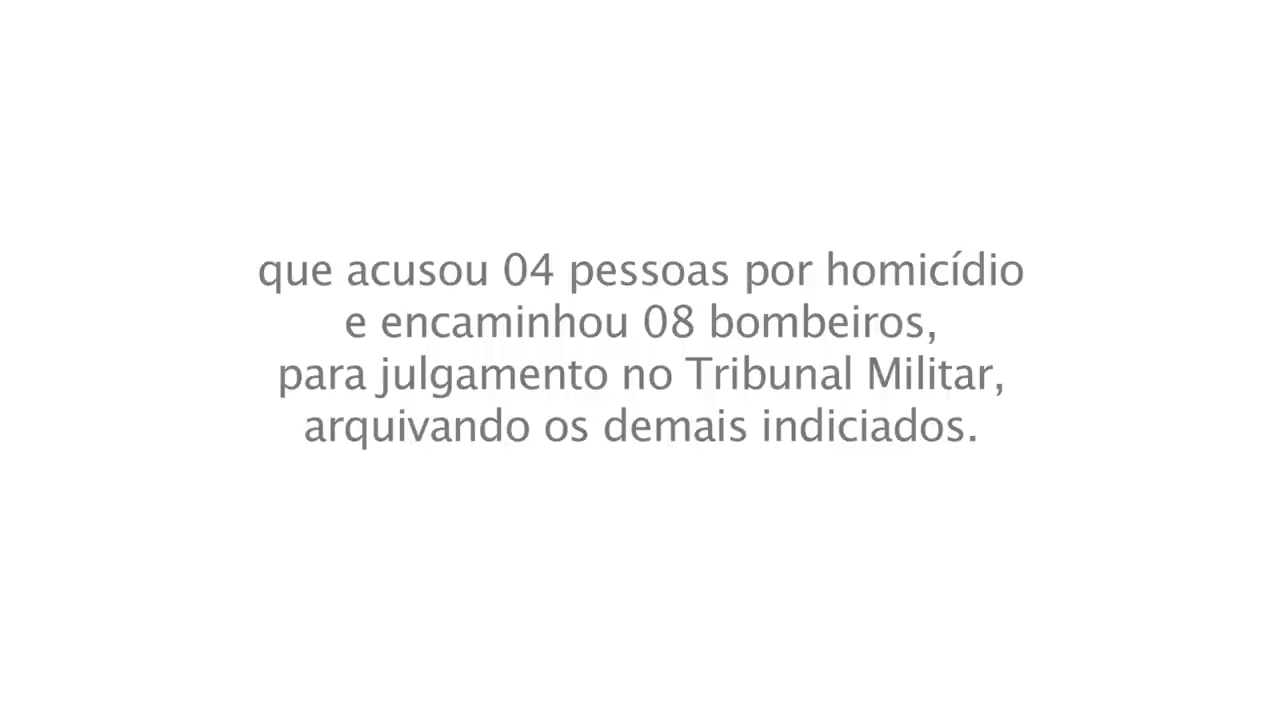 que acusou 04 pessoas por homicídio
e encaminhou 08 bombeiros,
para julgamento no Tribunal Militar,
arquivando os demais indiciados.